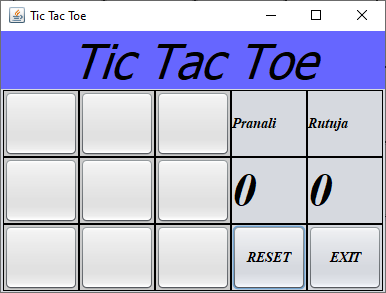 Tic Tac Toe
Tic Tac Toe
Pranali Rutuja
0 0
RESET EXIT